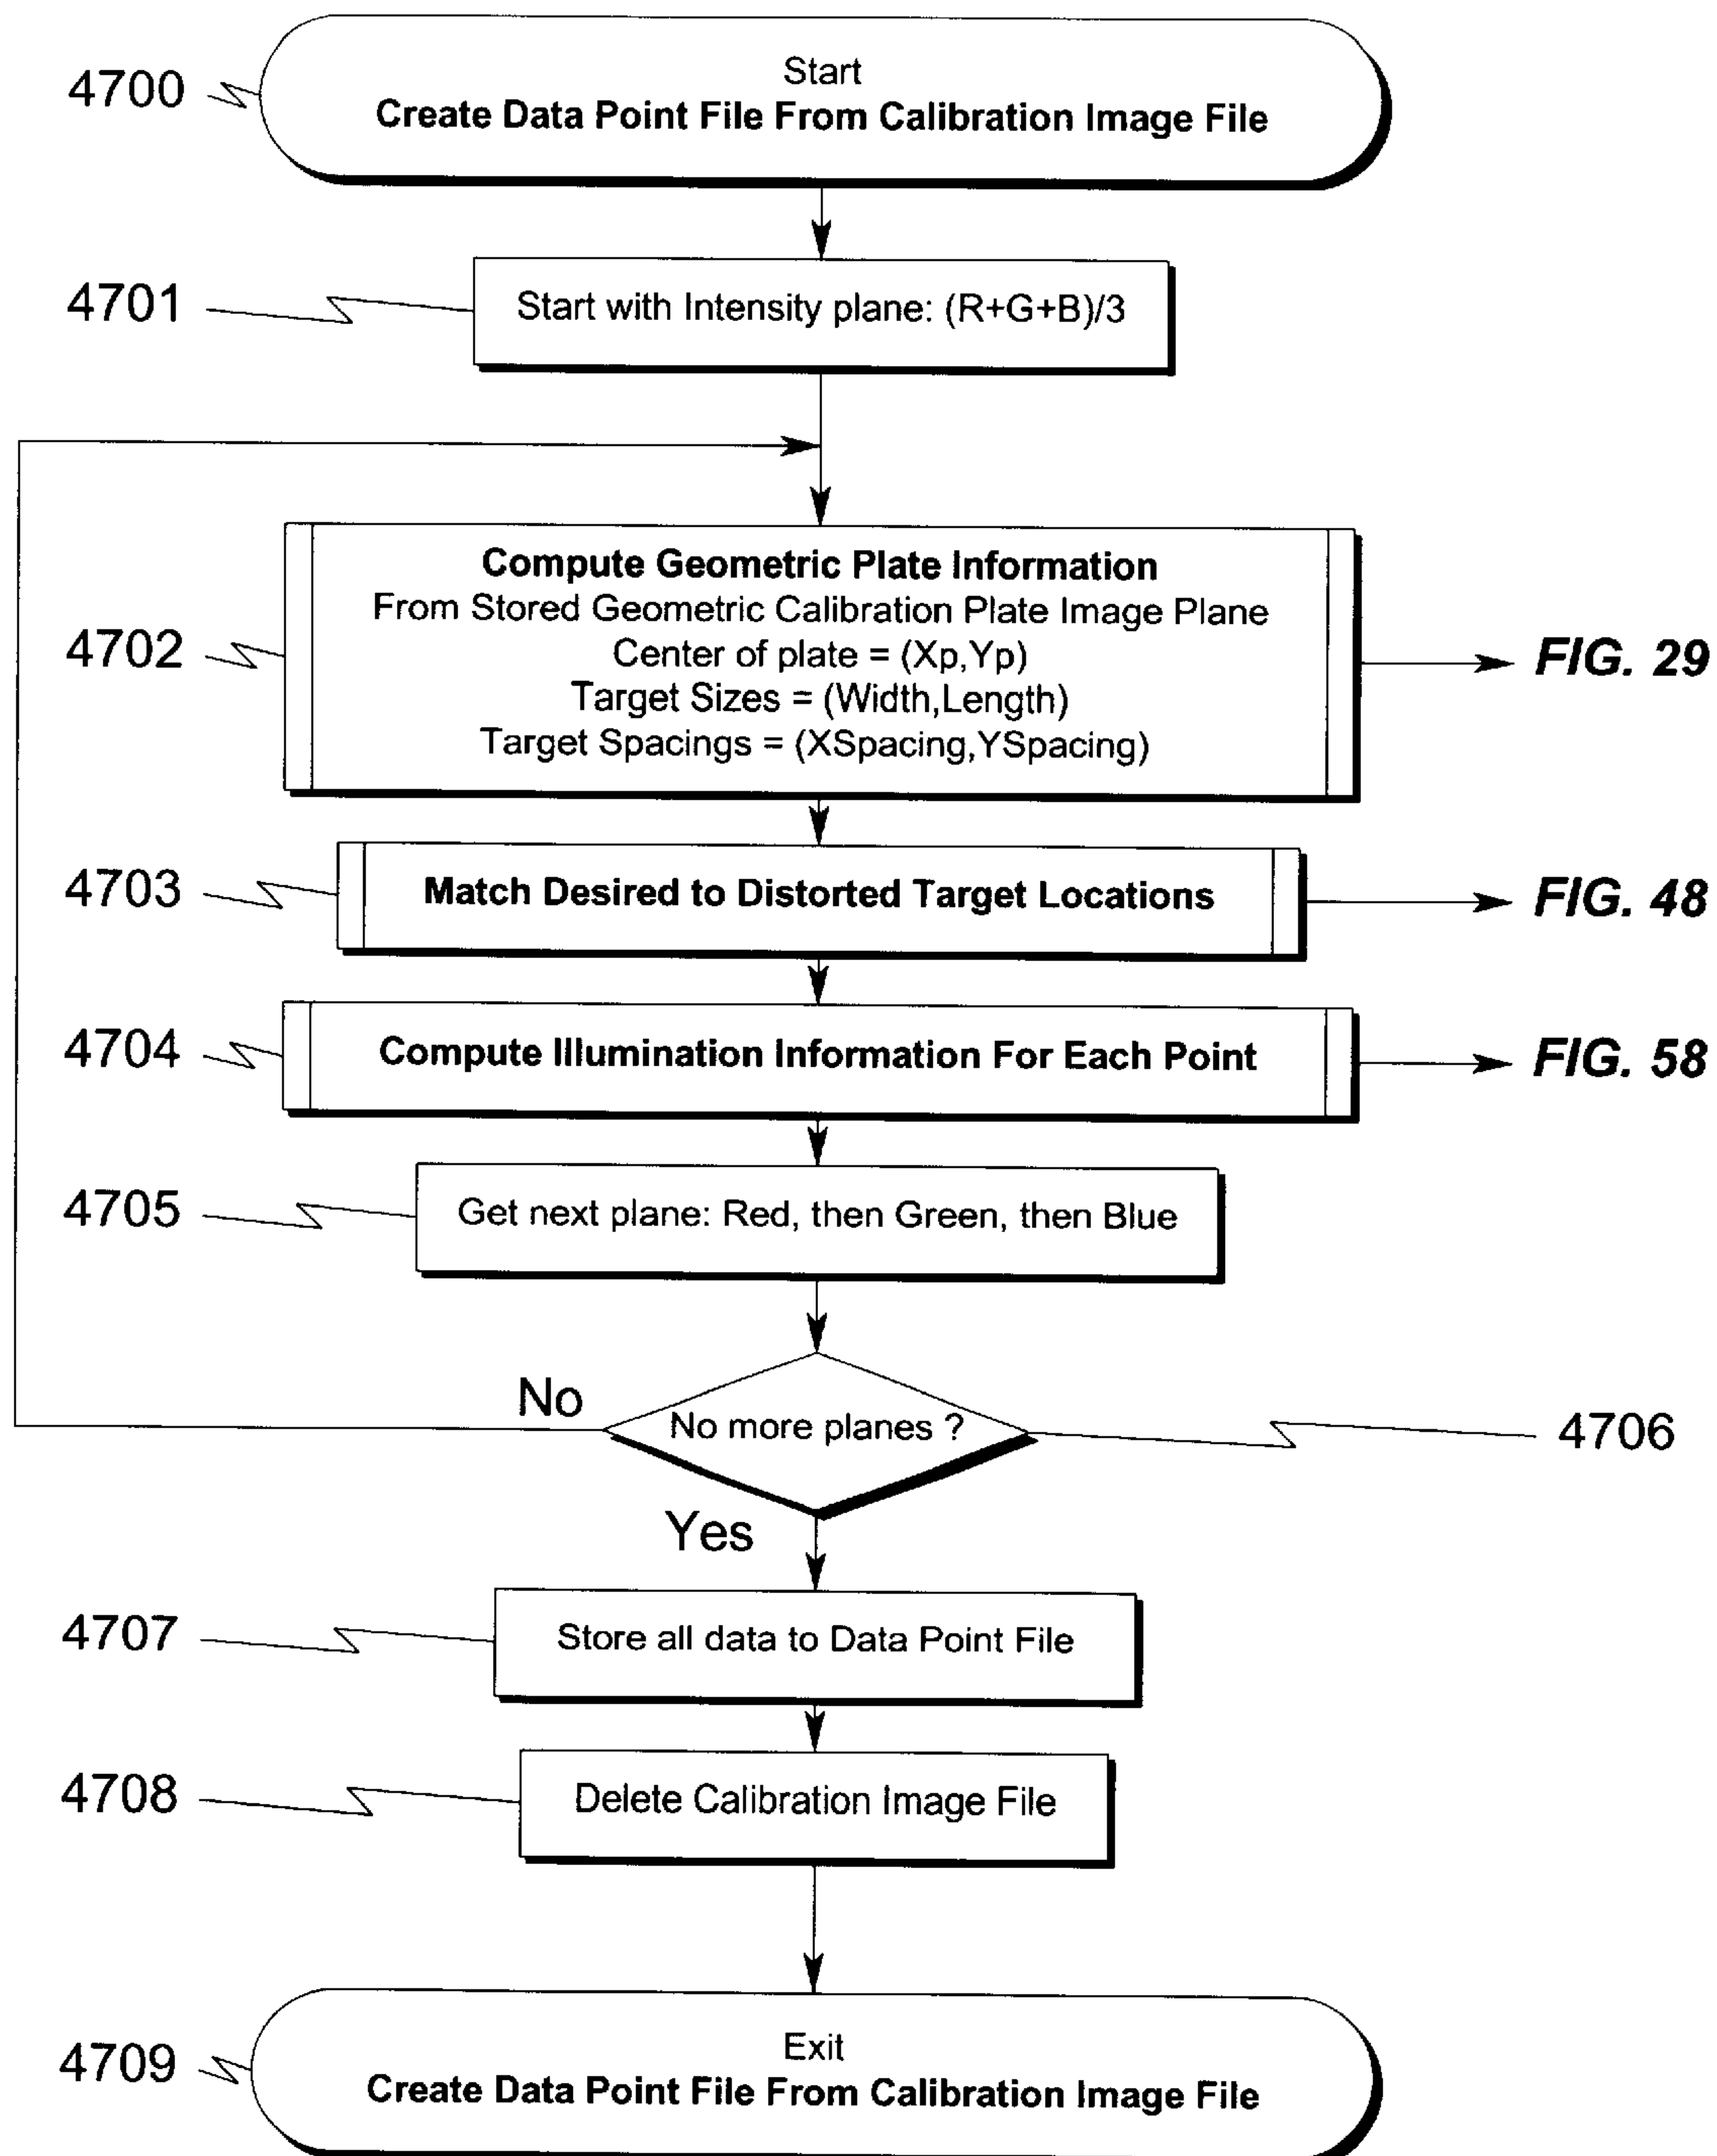 4700
Start
Create Data Point File From Calibration Image File
4701
Start with Intensity plane: (R+G+B)/3
4702
Compute Geometric Plate Information
From Stored Geometric Calibration Plate Image Plane
Center of plate = (Xp,Yp)
Target Sizes = (Width,Length)
Target Spacings = (XSpacing,YSpacing)
FIG. 29
4703
Match Desired to Distorted Target Locations
FIG. 48
4704
Compute Illumination Information For Each Point
FIG. 58
4705
Get next plane: Red, then Green, then Blue
No
No more planes ?
4706
Yes
4707
Store all data to Data Point File
4708
Delete Calibration Image File
4709
Exit
Create Data Point File From Calibration Image File